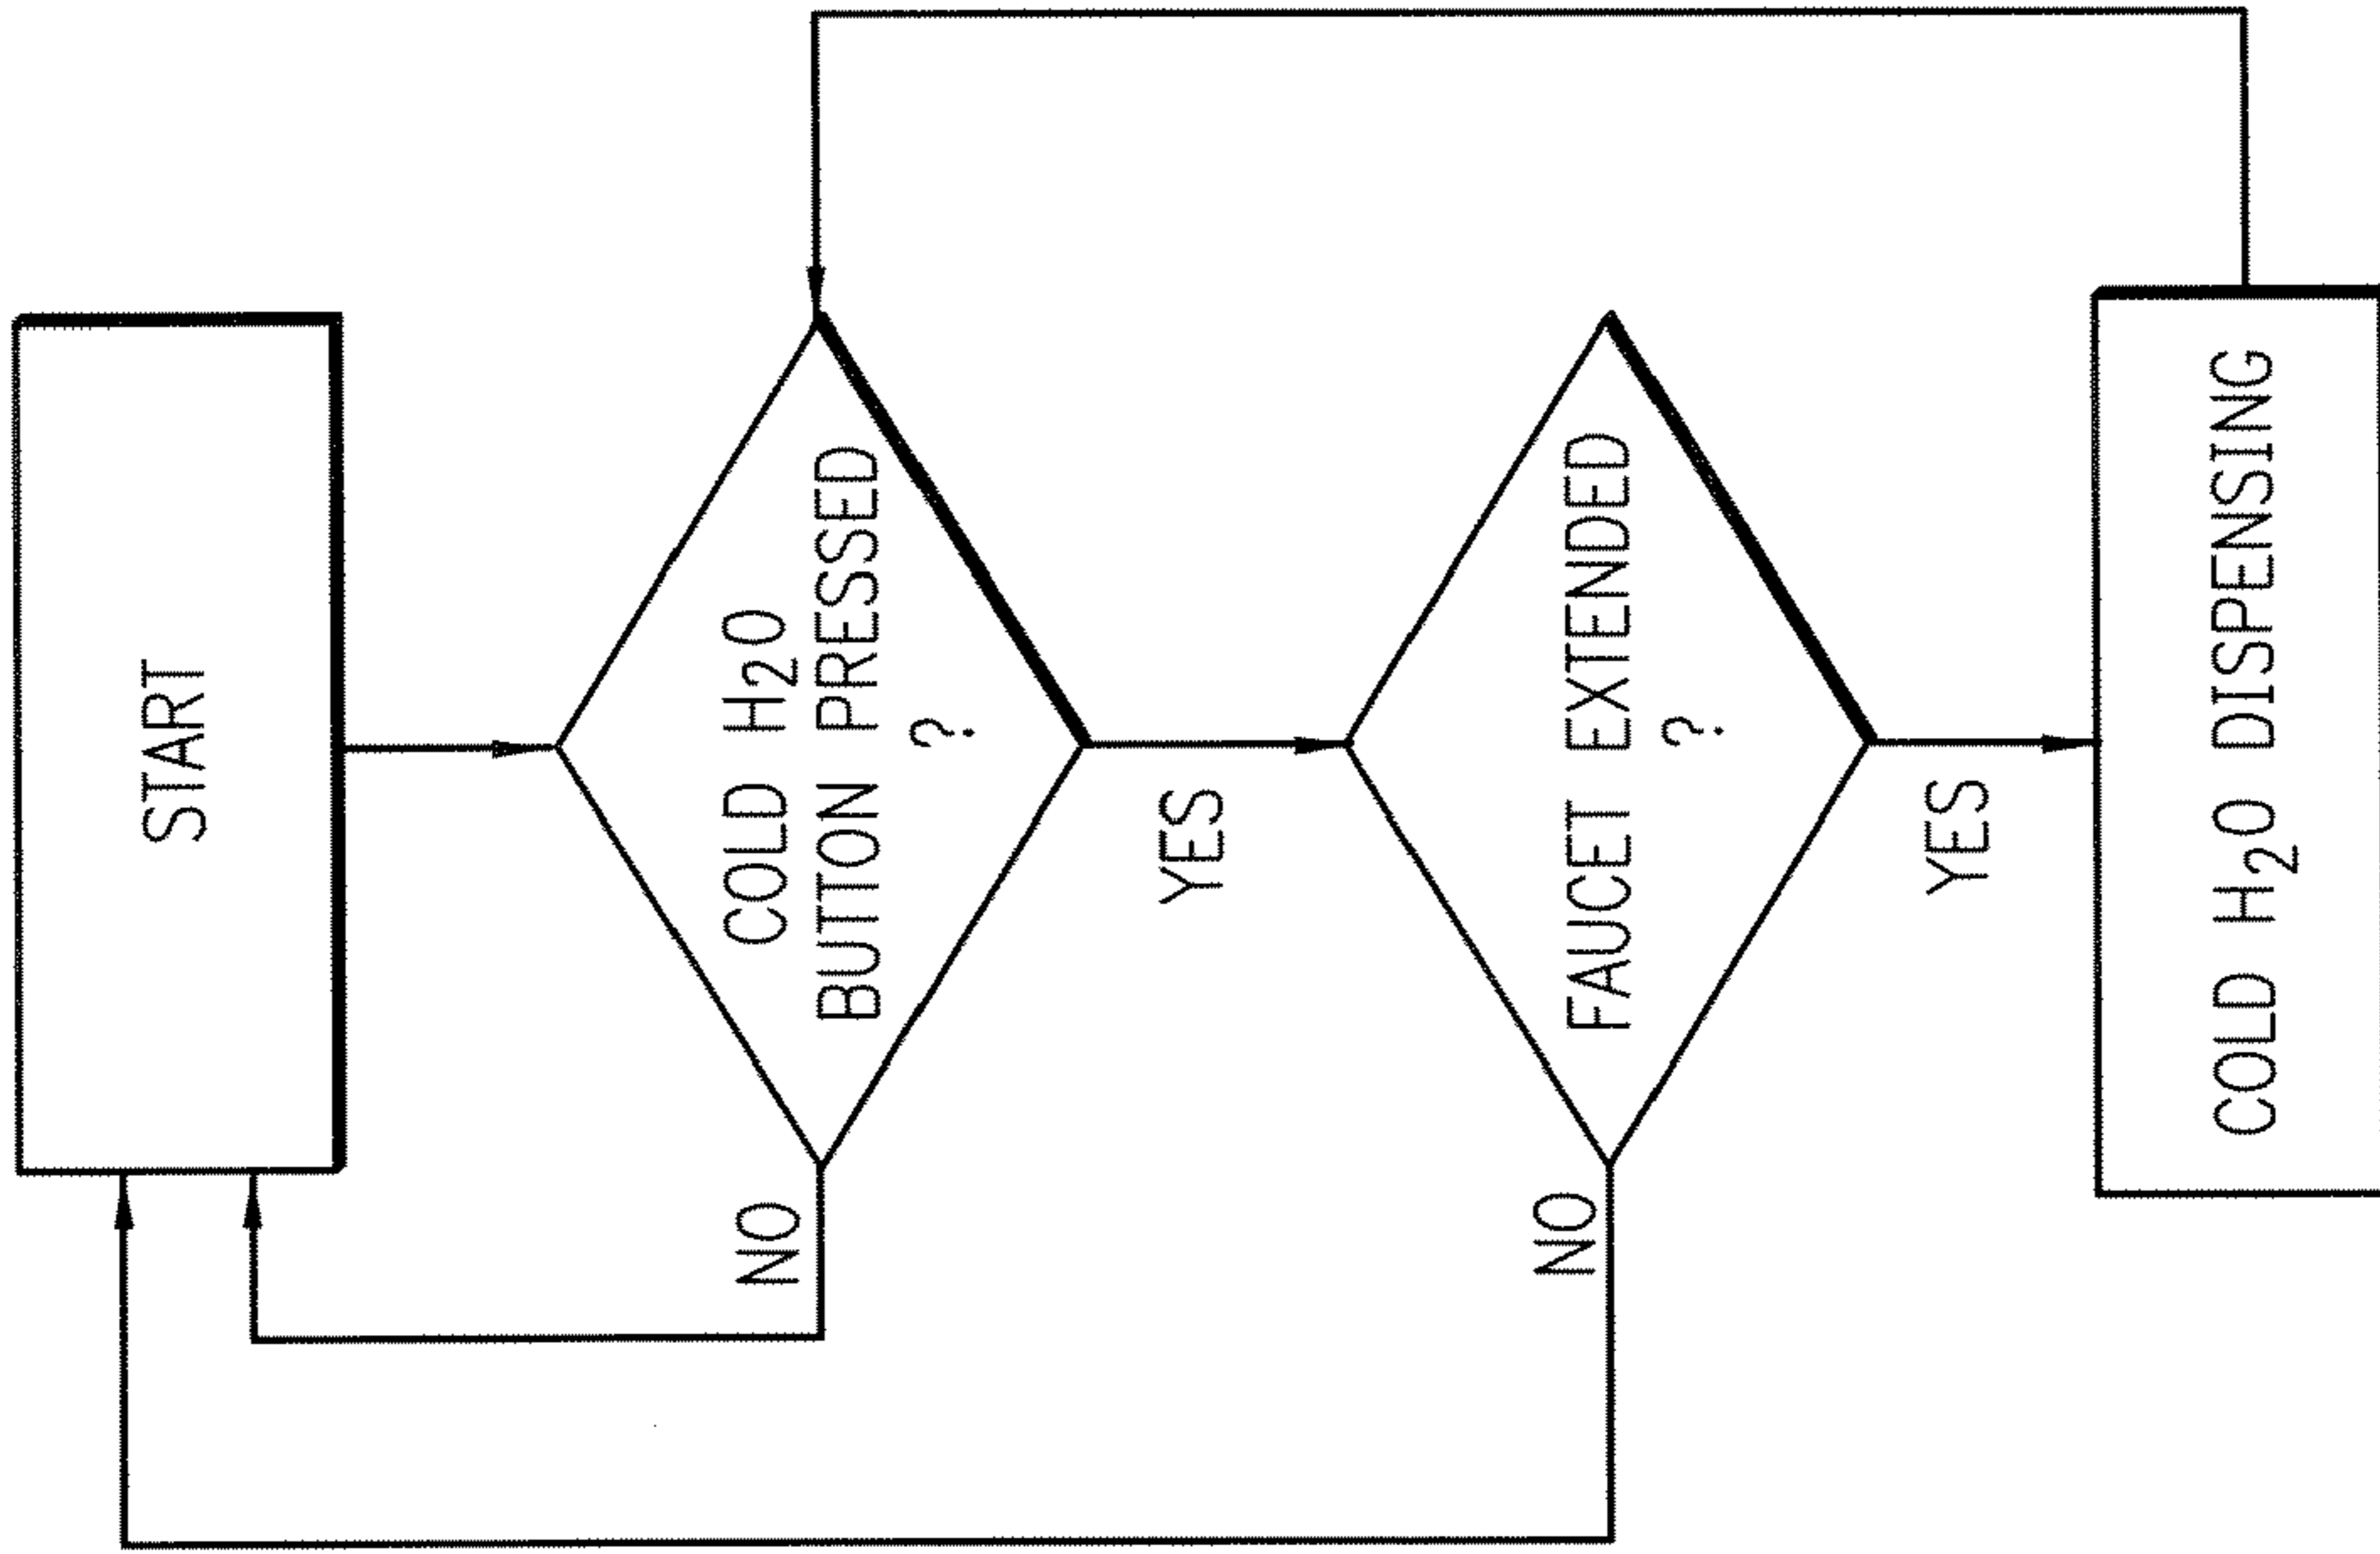 START
COLD H₂O
BUTTON PRESSED
?
NO
YES
FAUCET EXTENDED
?
NO
YES
COLD H₂O DISPENSING